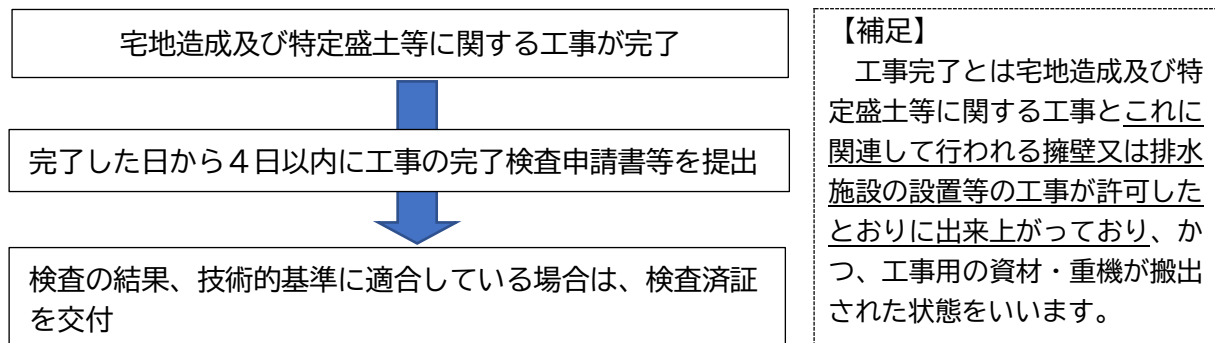 宅地造成及び特定盛土等に関する工事が完了
完了した日から４日以内に工事の完了検査申請書等を提出
検査の結果、技術的基準に適合している場合は、検査済証
を交付
【補足】
工事完了とは宅地造成及び特
定盛土等に関する工事とこれに
関連して行われる擁壁又は排水
施設の設置等の工事が許可した
とおりに出来上がっており、か
つ、工事用の資材・重機が搬出
された状態をいいます。